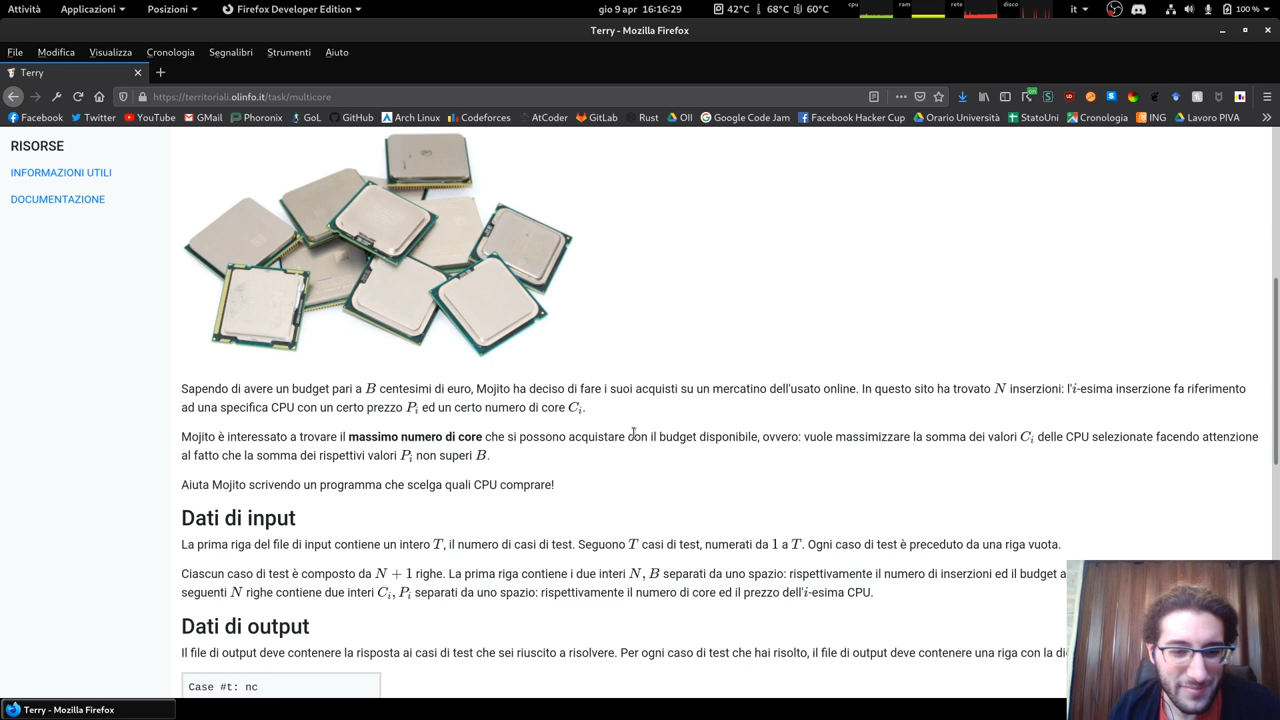 Attività Applicazioni Posizioni Firefox Developer Edition gio 9 apr 16:16:29 42°C 68°C 60°C cpu ram rete disco it 100 %
Terry - Mozilla Firefox
File Modifica Visualizza Cronologia Segnalibri Strumenti Aiuto
Terry
https://territoriali.olinfo.it/task/multicore
Facebook Twitter YouTube GMail Phoronix GoL GitHub Arch Linux Codeforces AtCoder GitLab Rust OII Google Code Jam Facebook Hacker Cup Orario Università StatoUni Cronologia ING Lavoro PIVA
RISORSE
INFORMAZIONI UTILI
DOCUMENTAZIONE
Sapendo di avere un budget pari a B centesimi di euro, Mojito ha deciso di fare i suoi acquisti su un mercatino dell'usato online. In questo sito ha trovato N inserzioni: l'i-esima inserzione fa riferimento
ad una specifica CPU con un certo prezzo Pi ed un certo numero di core Ci.
Mojito è interessato a trovare il massimo numero di core che si possono acquistare con il budget disponibile, ovvero: vuole massimizzare la somma dei valori Ci delle CPU selezionate facendo attenzione
al fatto che la somma dei rispettivi valori Pi non superi B.
Aiuta Mojito scrivendo un programma che scelga quali CPU comprare!
Dati di input
La prima riga del file di input contiene un intero T, il numero di casi di test. Seguono T casi di test, numerati da 1 a T. Ogni caso di test è preceduto da una riga vuota.
Ciascun caso di test è composto da N + 1 righe. La prima riga contiene i due interi N, B separati da uno spazio: rispettivamente il numero di inserzioni ed il budget a
seguenti N righe contiene due interi Ci, Pi separati da uno spazio: rispettivamente il numero di core ed il prezzo dell'i-esima CPU.
Dati di output
Il file di output deve contenere la risposta ai casi di test che sei riuscito a risolvere. Per ogni caso di test che hai risolto, il file di output deve contenere una riga con la di
Case #t: nc
Terry - Mozilla Firefox